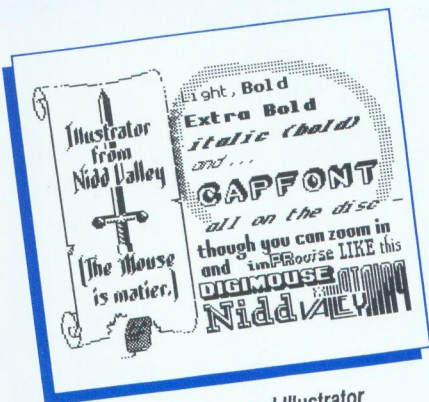 Illustrator
from
Nidd Valley
(The Mouse
is matier.)
Light, Bold
Extra Bold
italic (bold)
and...
CAPFONT
all on the disc –
though you can zoom in
and imPRovise LIKE this
DIGIMOUSE
Nidd VALLEY
Illustrator